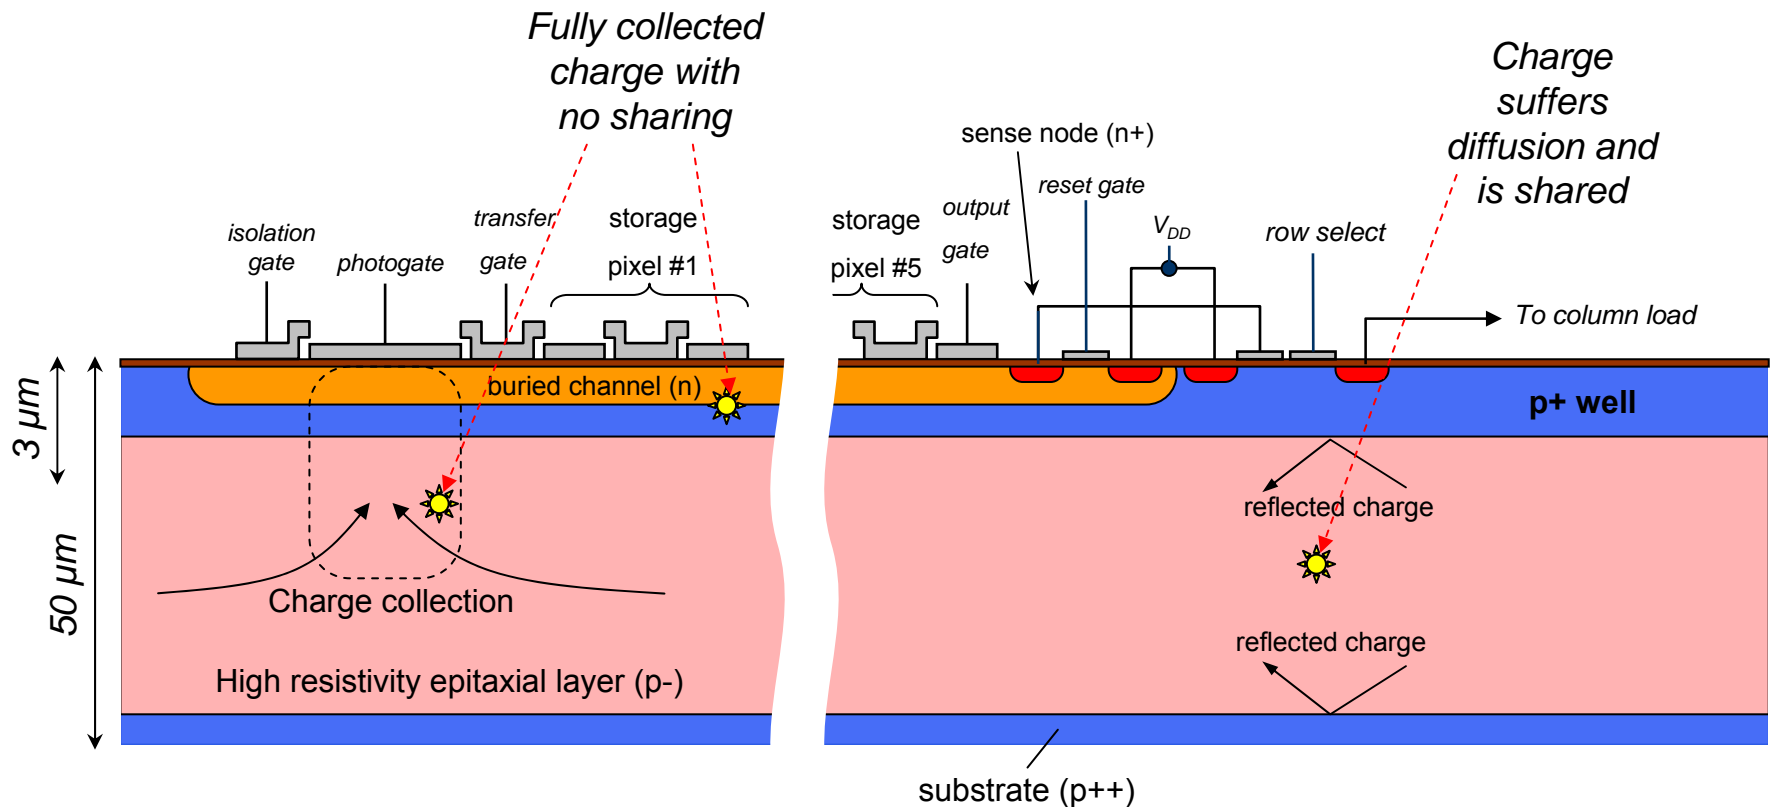 Fully collected
charge with
no sharing
Charge
suffers
diffusion and
is shared
sense node (n+)
reset gate
isolation
gate
photogate
transfer
gate
storage
pixel #1
storage
pixel #5
output
gate
VDD
row select
To column load
buried channel (n)
p+ well
3 µm
50 µm
reflected charge
Charge collection
reflected charge
High resistivity epitaxial layer (p-)
substrate (p++)